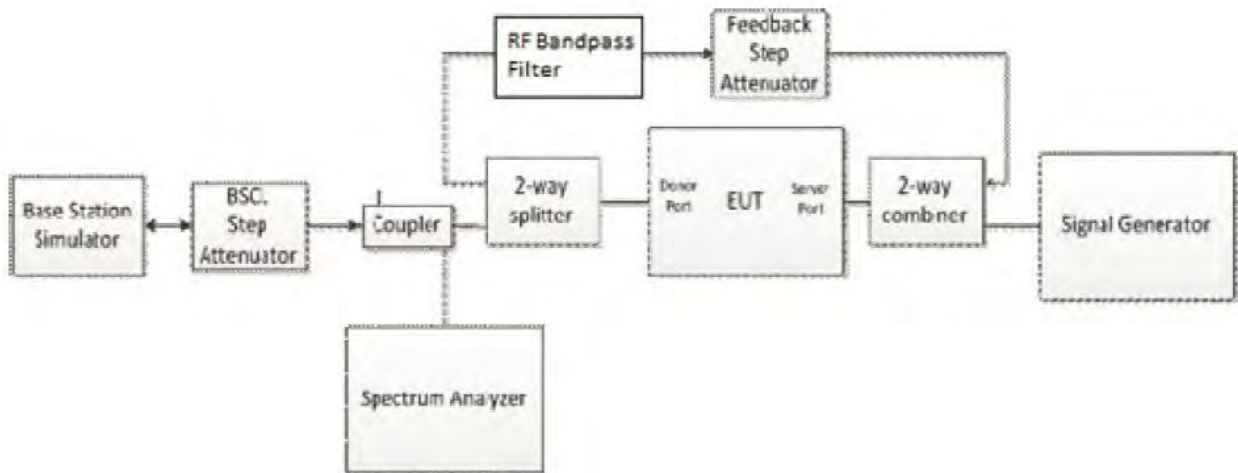 RF Bandpass
Filter
Feedback
Step
Attenuator
Base Station
Simulator
BSCL
Step
Attenuator
Coupler
2-way
splitter
Donor
Port
EUT
Server
Port
2-way
combiner
Signal Generator
Spectrum Analyzer